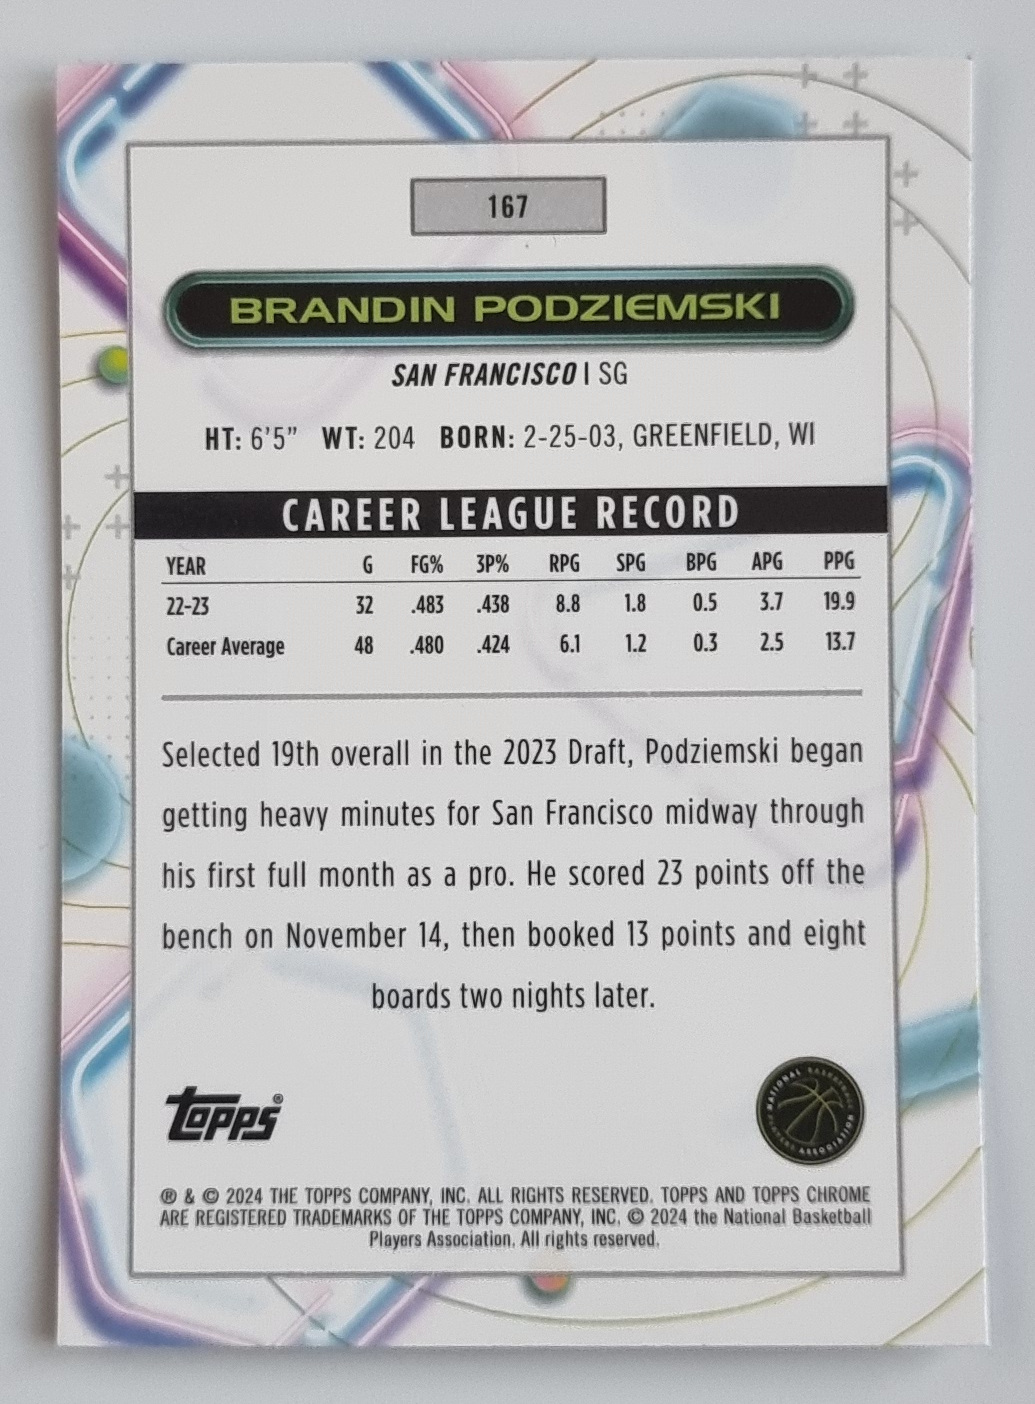 167
BRANDIN PODZIEMSKI
SAN FRANCISCO | SG
HT: 6'5" WT: 204 BORN: 2-25-03, GREENFIELD, WI
CAREER LEAGUE RECORD
YEAR G FG% 3P% RPG SPG BPG APG PPG
22-23 32 .483 .438 8.8 1.8 0.5 3.7 19.9
Career Average 48 .480 .424 6.1 1.2 0.3 2.5 13.7
Selected 19th overall in the 2023 Draft, Podziemski began
getting heavy minutes for San Francisco midway through
his first full month as a pro. He scored 23 points off the
bench on November 14, then booked 13 points and eight
boards two nights later.
topps®
NATIONAL BASKETBALL PLAYERS ASSOCIATION
® & © 2024 THE TOPPS COMPANY, INC. ALL RIGHTS RESERVED. TOPPS AND TOPPS CHROME
ARE REGISTERED TRADEMARKS OF THE TOPPS COMPANY, INC. © 2024 the National Basketball
Players Association. All rights reserved.